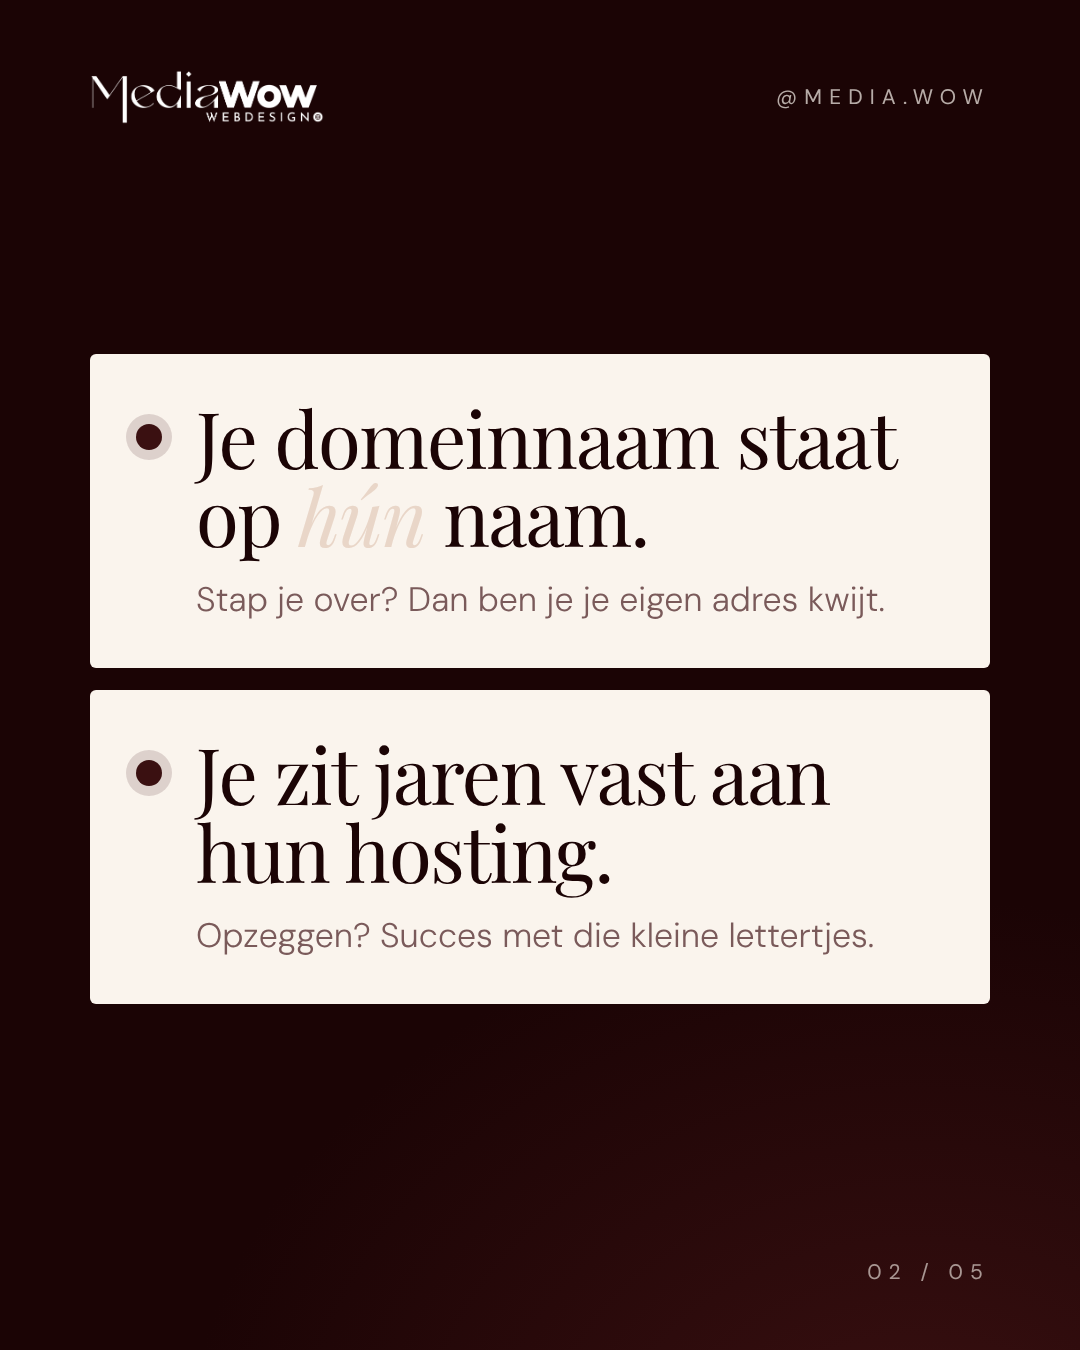 MediaWow
WEBDESIGN
@MEDIA.WOW
Je domeinnaam staat
op hún naam.
Stap je over? Dan ben je je eigen adres kwijt.
Je zit jaren vast aan
hun hosting.
Opzeggen? Succes met die kleine lettertjes.
02 / 05